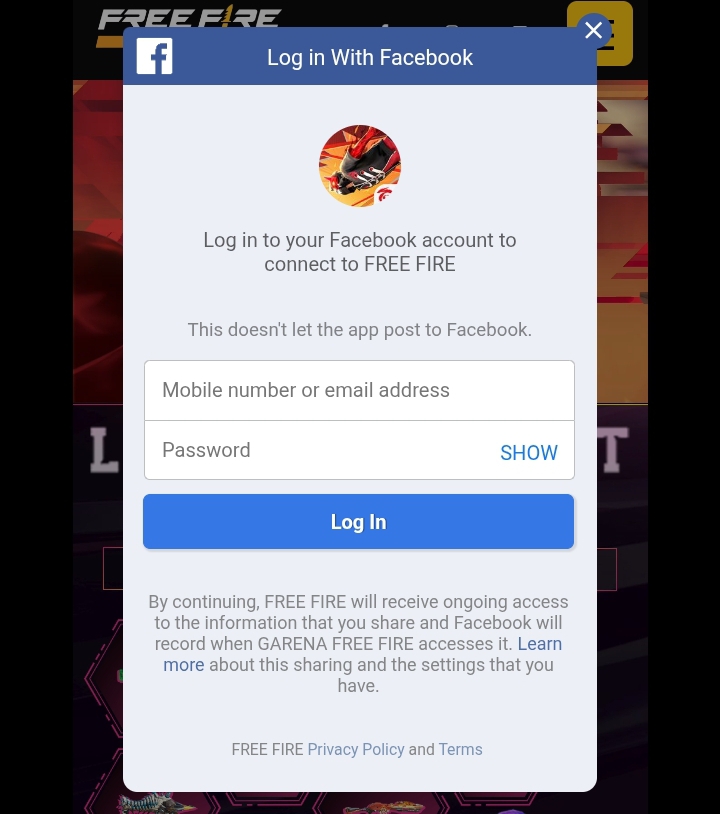 FREE FIRE
Log in With Facebook
Log in to your Facebook account to
connect to FREE FIRE
This doesn't let the app post to Facebook.
Mobile number or email address
Password
SHOW
Log In
By continuing, FREE FIRE will receive ongoing access
to the information that you share and Facebook will
record when GARENA FREE FIRE accesses it. Learn
more about this sharing and the settings that you
have.
FREE FIRE Privacy Policy and Terms